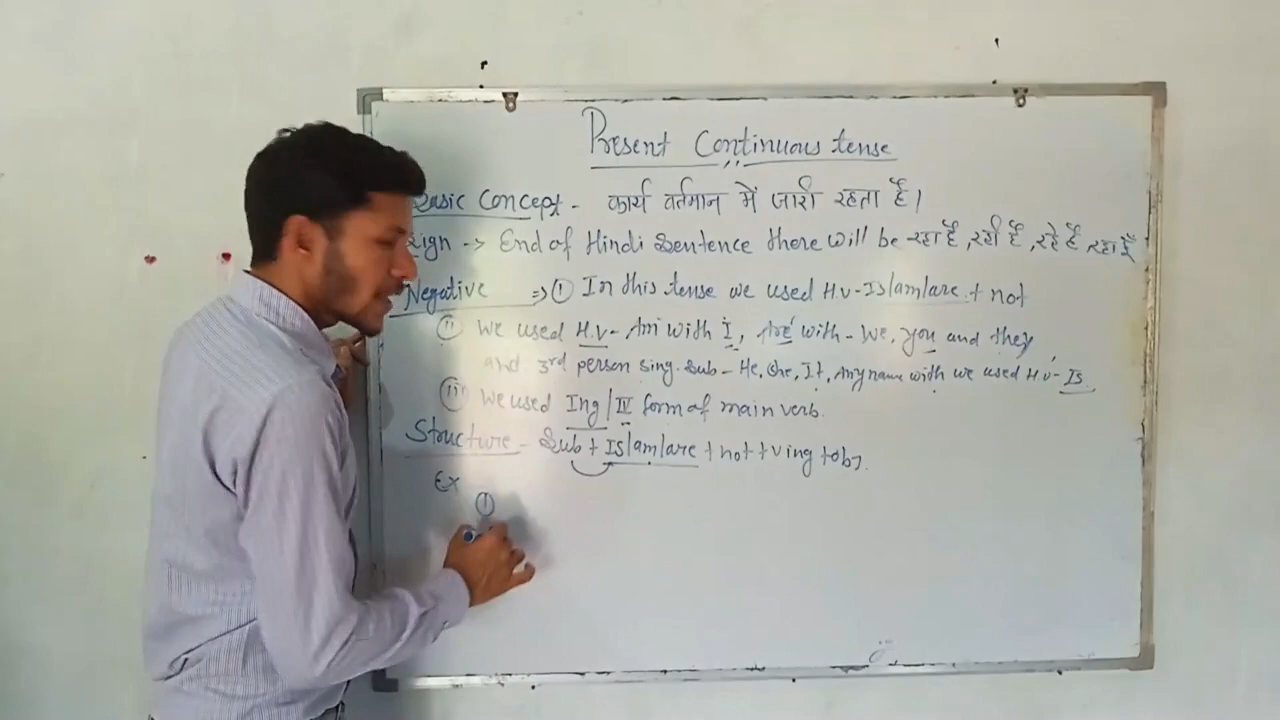 Present Continuous tense
Basic Concept - कार्य वर्तमान में जारी रहता है।
Sign -> End of Hindi Sentence there will be रहा है, रही है, रहे हैं, रहा हूँ
Negative => ① In this tense we used H.V-Is/am/are + not
ⅱ We used H.V- Am with I, Are with - We, you and they
and 3rd person sing. Sub - He, She, It, Any name with we used H.V- Is
ⅲ We used Ing/IV form of main verb.
Structure - Sub + Is/am/are + not + Ving + obj.
Ex
①